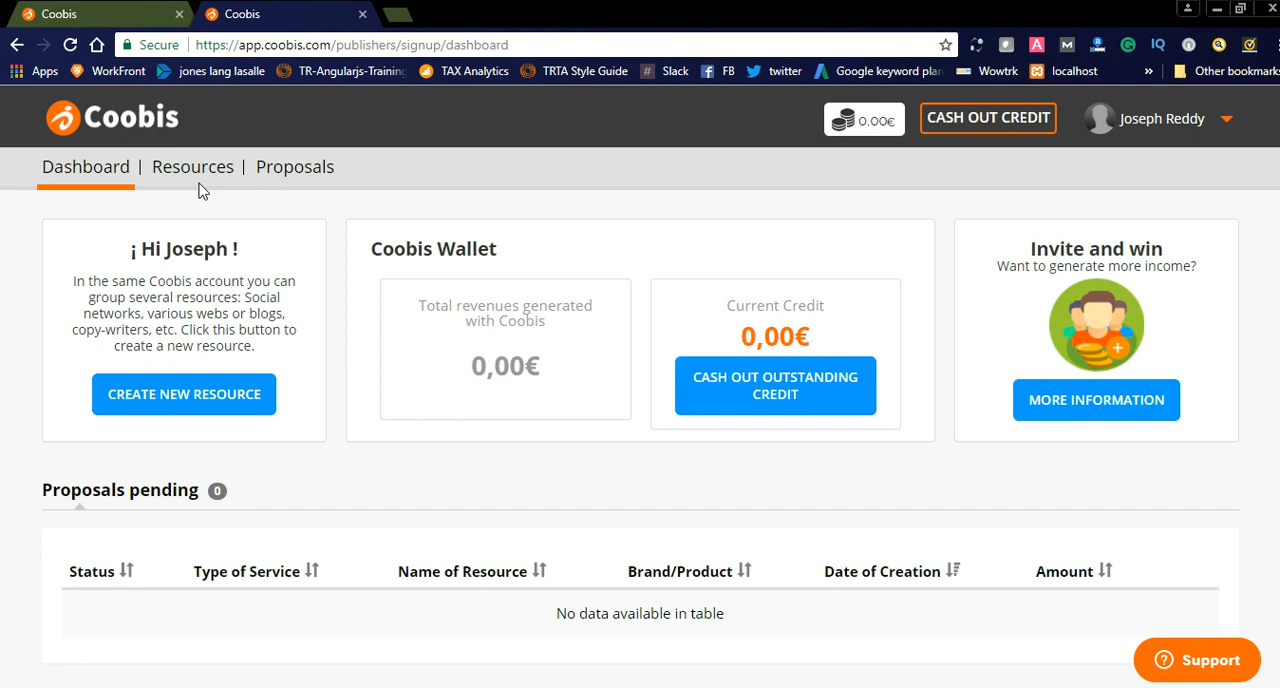 Coobis
Coobis
Secure
https://app.coobis.com/publishers/signup/dashboard
Apps
WorkFront
jones lang lasalle
TR-Angularjs-Training
TAX Analytics
TRTA Style Guide
Slack
FB
twitter
Google keyword plan
Wowtrk
localhost
»
Other bookmarks
Coobis
0.00€
CASH OUT CREDIT
Joseph Reddy
Dashboard | Resources | Proposals
¡ Hi Joseph !
In the same Coobis account you can
group several resources: Social
networks, various webs or blogs,
copy-writers, etc. Click this button to
create a new resource.
CREATE NEW RESOURCE
Coobis Wallet
Total revenues generated
with Coobis
0,00€
Current Credit
0,00€
CASH OUT OUTSTANDING
CREDIT
Invite and win
Want to generate more income?
MORE INFORMATION
Proposals pending 0
Status
Type of Service
Name of Resource
Brand/Product
Date of Creation
Amount
No data available in table
? Support